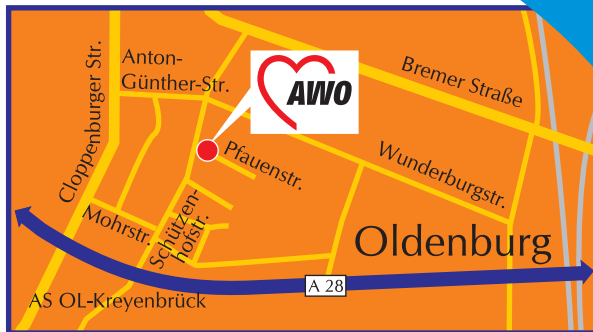 Cloppenburger Str.
Anton-
Günther-Str.
AWO
Bremer Straße
Pfauenstr.
Wunderburgstr.
Mohrstr.
Schützen-
hofstr.
Oldenburg
A 28
AS OL-Kreyenbrück